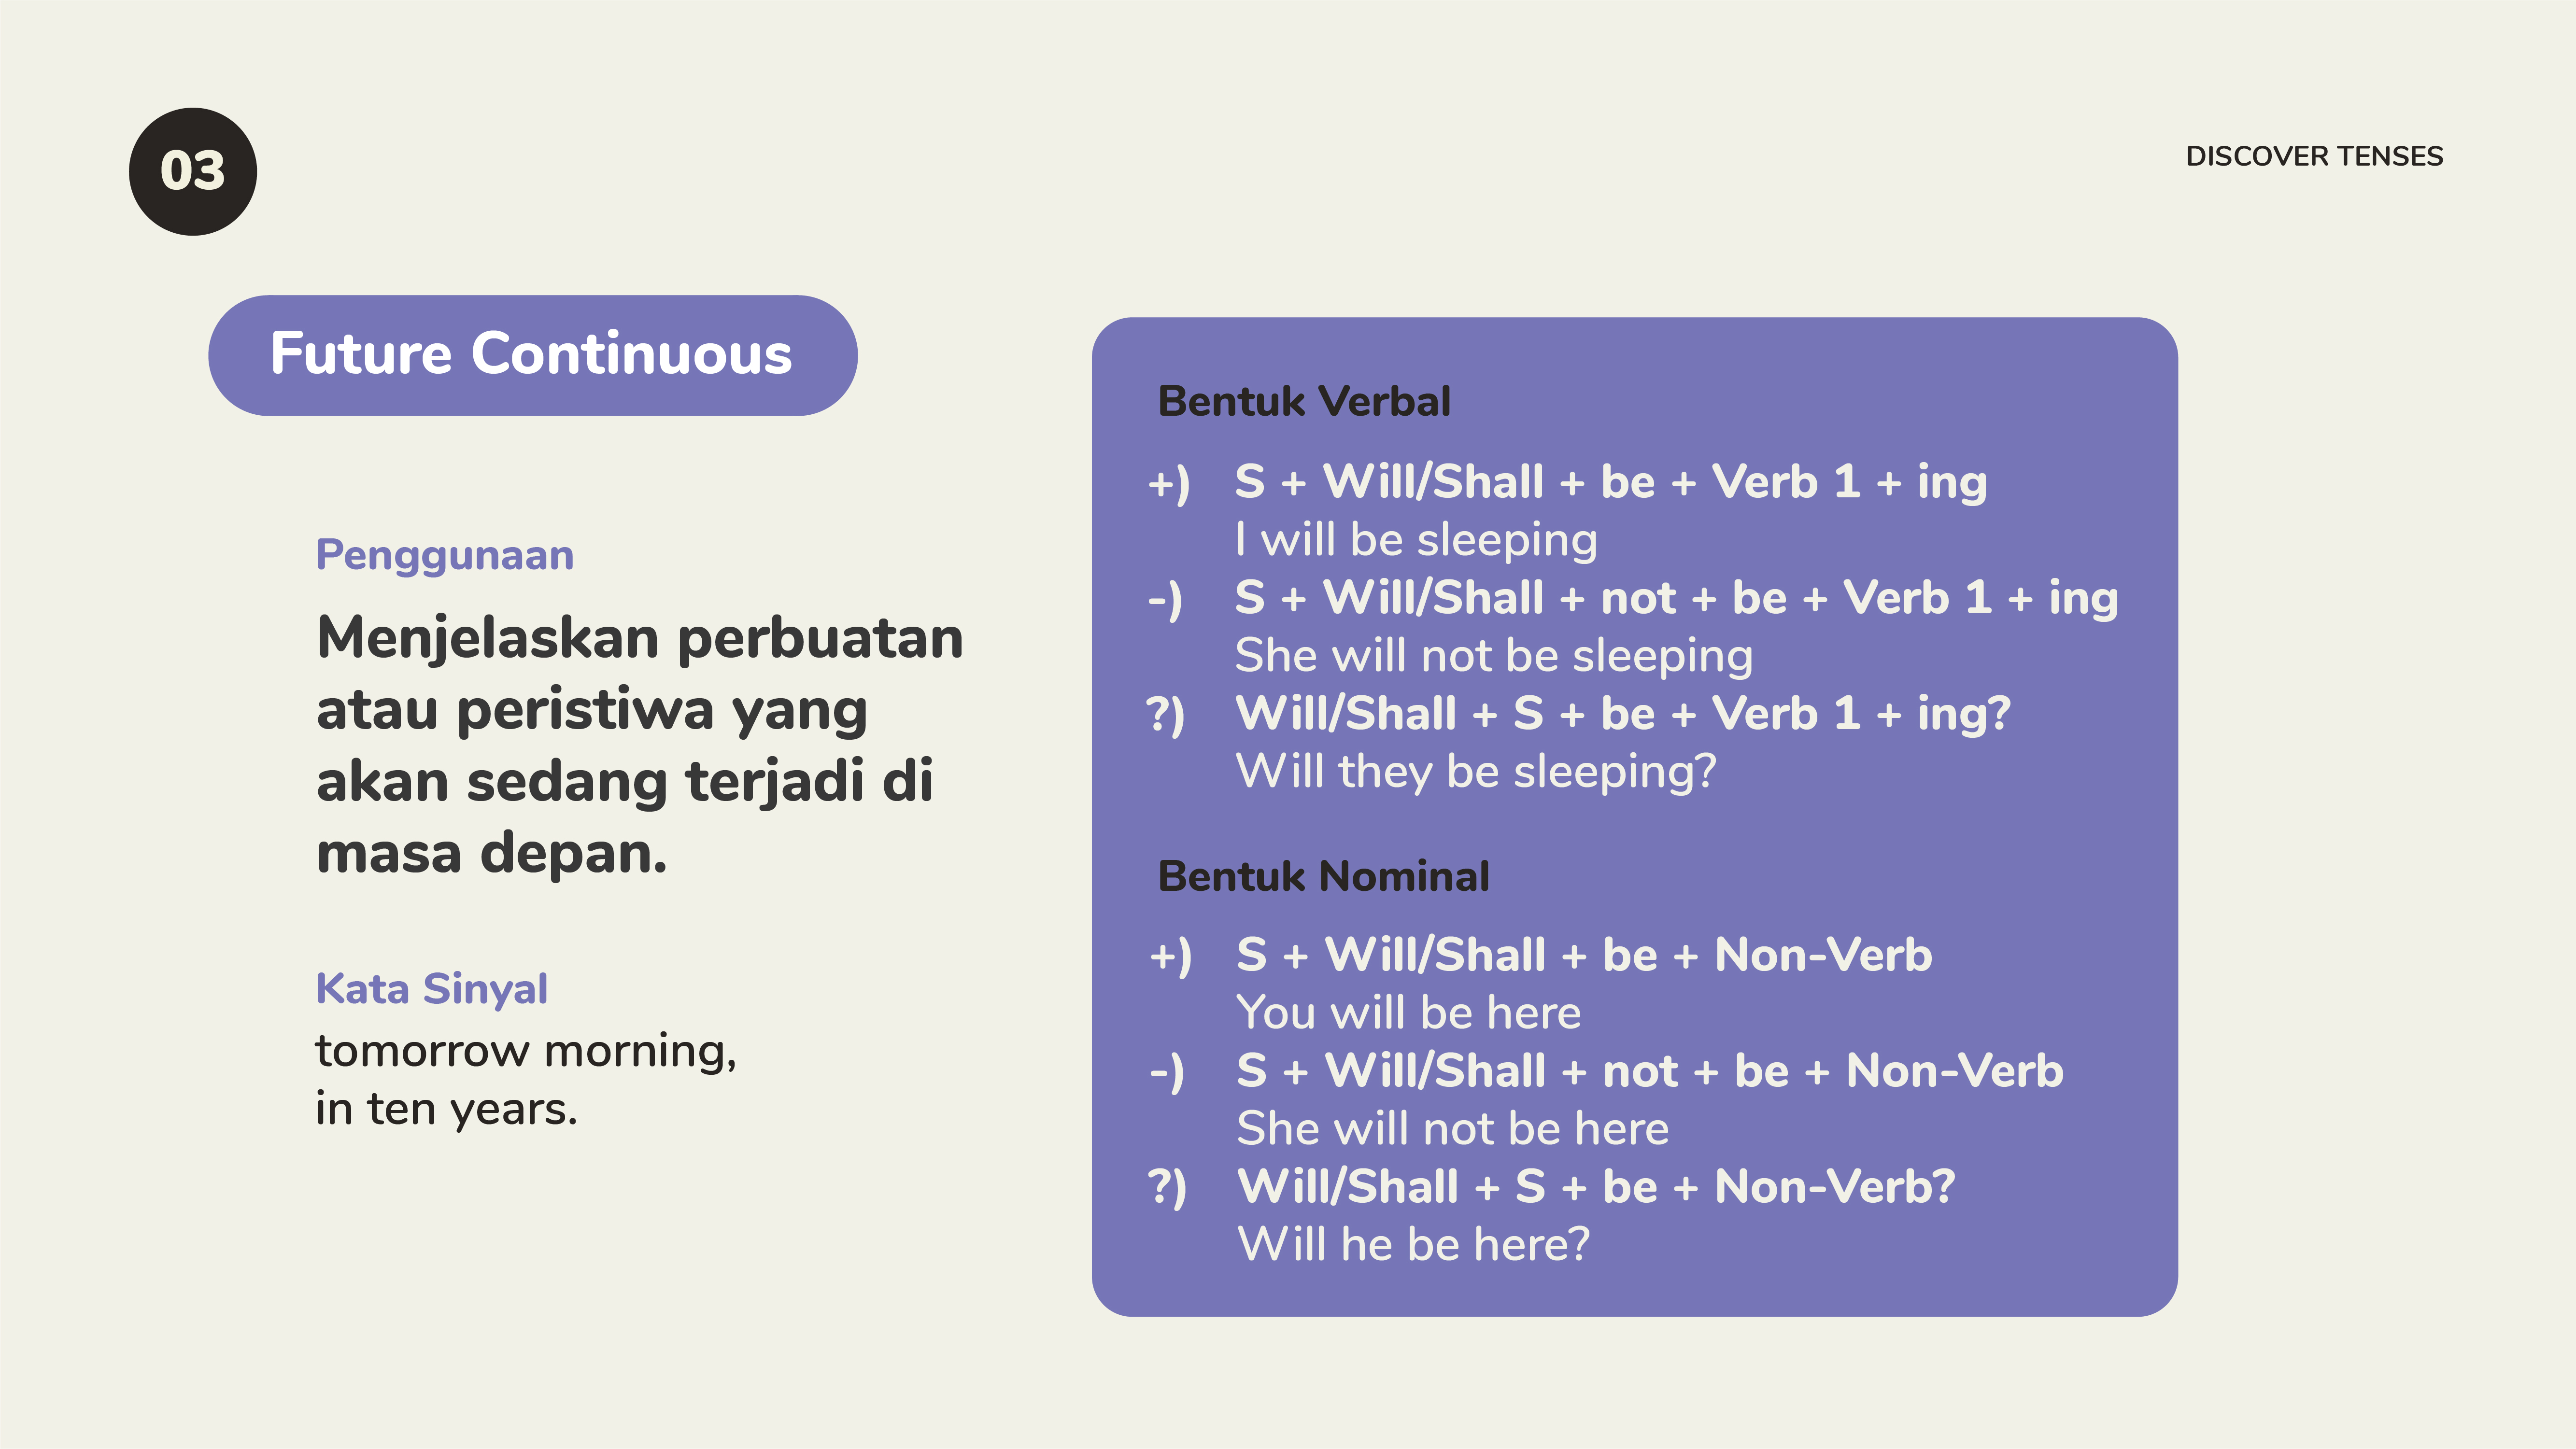 03
DISCOVER TENSES
Future Continuous
Penggunaan
Menjelaskan perbuatan
atau peristiwa yang
akan sedang terjadi di
masa depan.
Kata Sinyal
tomorrow morning,
in ten years.
Bentuk Verbal
+) S + Will/Shall + be + Verb 1 + ing
I will be sleeping
-) S + Will/Shall + not + be + Verb 1 + ing
She will not be sleeping
?) Will/Shall + S + be + Verb 1 + ing?
Will they be sleeping?
Bentuk Nominal
+) S + Will/Shall + be + Non-Verb
You will be here
-) S + Will/Shall + not + be + Non-Verb
She will not be here
?) Will/Shall + S + be + Non-Verb?
Will he be here?